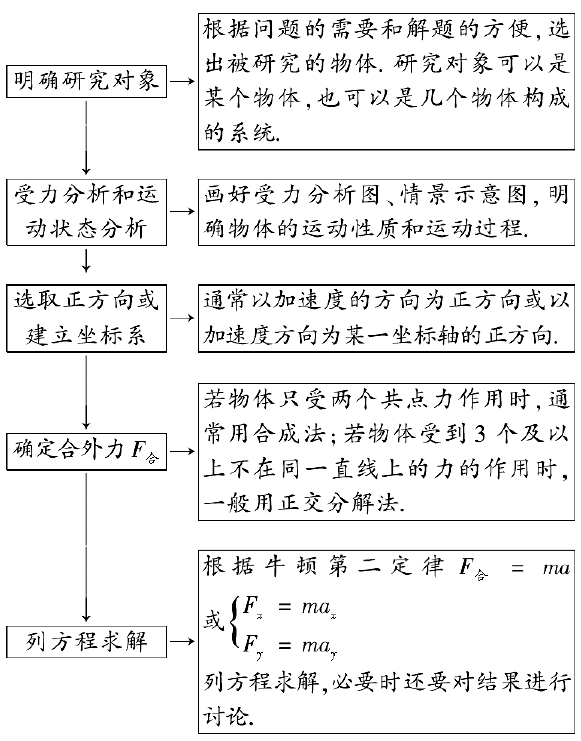 明确研究对象
根据问题的需要和解题的方便,选
出被研究的物体.研究对象可以是
某个物体,也可以是几个物体构成
的系统.
受力分析和运
动状态分析
画好受力分析图、情景示意图,明
确物体的运动性质和运动过程.
选取正方向或
建立坐标系
通常以加速度的方向为正方向或以
加速度方向为某一坐标轴的正方向.
确定合外力F合
若物体只受两个共点力作用时,通
常用合成法;若物体受到3个及以
上不在同一直线上的力的作用时,
一般用正交分解法.
列方程求解
根据牛顿第二定律F合 = ma
或{Fx = max
Fy = may
列方程求解,必要时还要对结果进行
讨论.